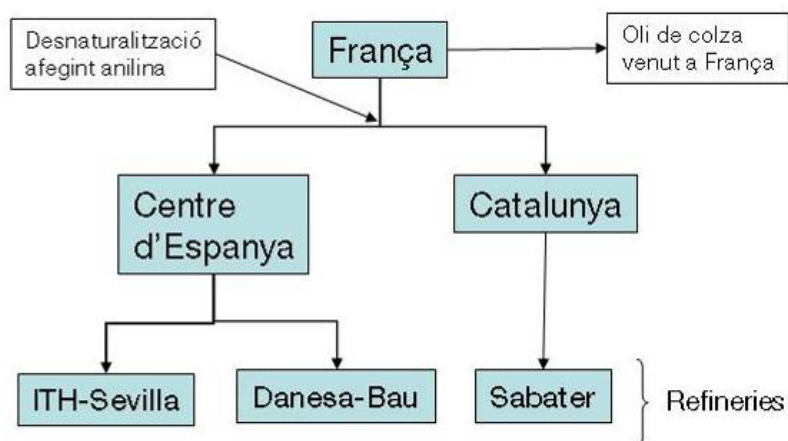 Desnaturalització
afegint anilina
França
Oli de colza
venut a França
Centre
d'Espanya
Catalunya
ITH-Sevilla
Danesa-Bau
Sabater
Refineries